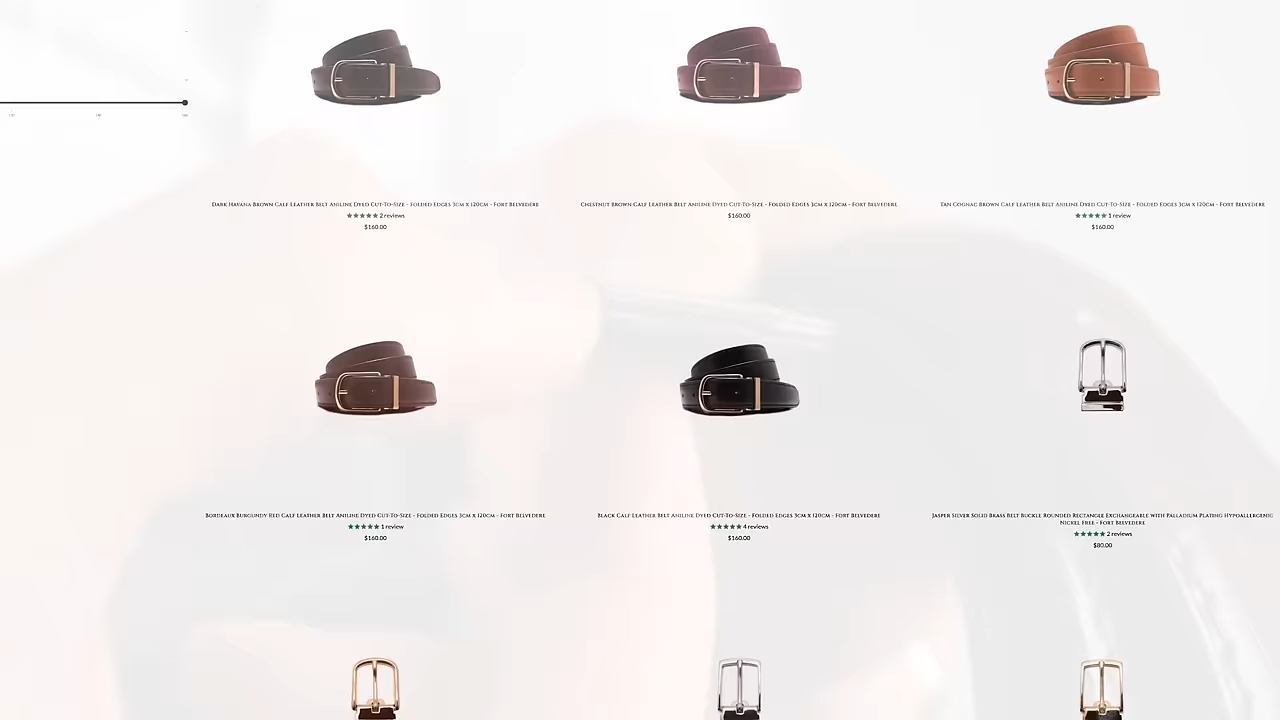 Dark Havana Brown Calf Leather Belt Aniline Dyed Cut-To-Size - Folded Edges 3cm x 120cm - Fort Belvedere
2 reviews
$160.00
Chestnut Brown Calf Leather Belt Aniline Dyed Cut-To-Size - Folded Edges 3cm x 120cm - Fort Belvedere
$160.00
Tan Cognac Brown Calf Leather Belt Aniline Dyed Cut-To-Size - Folded Edges 3cm x 120cm - Fort Belvedere
1 review
$160.00
Bordeaux Burgundy Red Calf Leather Belt Aniline Dyed Cut-To-Size - Folded Edges 3cm x 120cm - Fort Belvedere
1 review
$160.00
Black Calf Leather Belt Aniline Dyed Cut-To-Size - Folded Edges 3cm x 120cm - Fort Belvedere
4 reviews
$160.00
Jasper Silver Solid Brass Belt Buckle Rounded Rectangle Exchangeable with Palladium Plating Hypoallergenic
Nickel Free - Fort Belvedere
2 reviews
$80.00